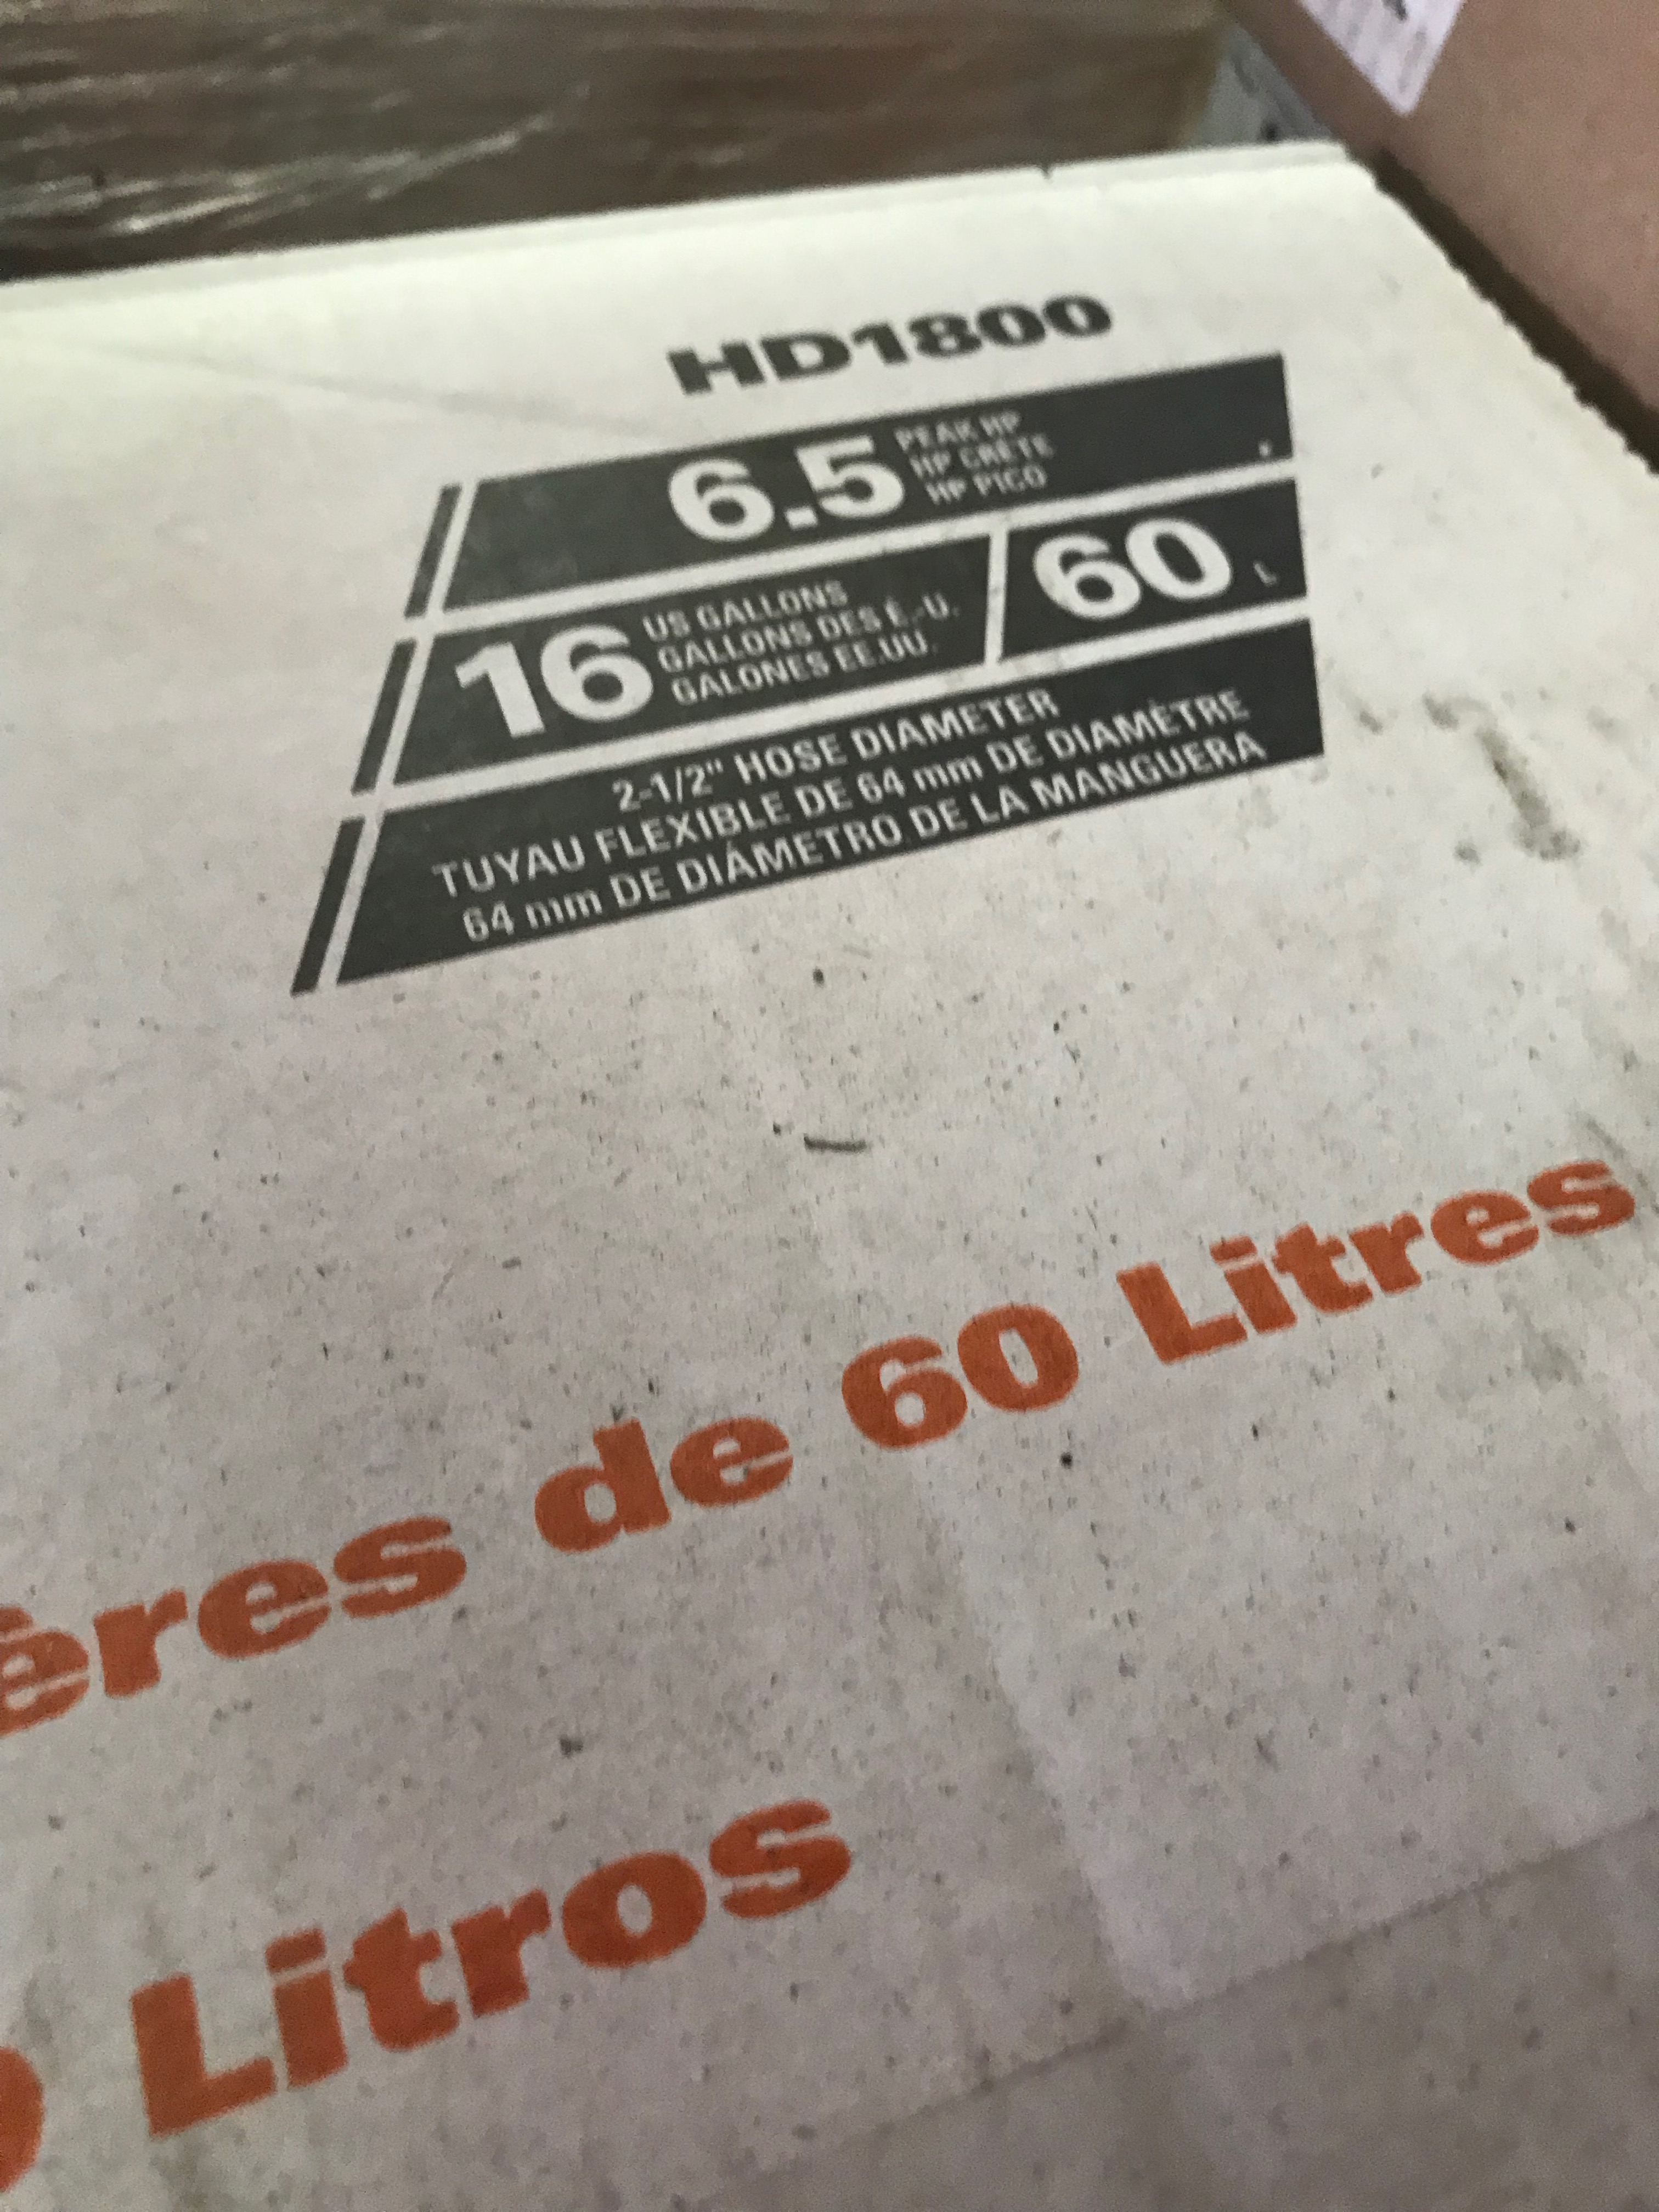 HD1800
6.5 PEAK HP
HP CRÊTE
HP PICO
16 US GALLONS
GALLONS DES É.-U.
GALONES EE.UU.
60 L
2-1/2" HOSE DIAMETER
TUYAU FLEXIBLE DE 64 mm DE DIAMÈTRE
64 mm DE DIÁMETRO DE LA MANGUERA
ères de 60 Litres
Litros